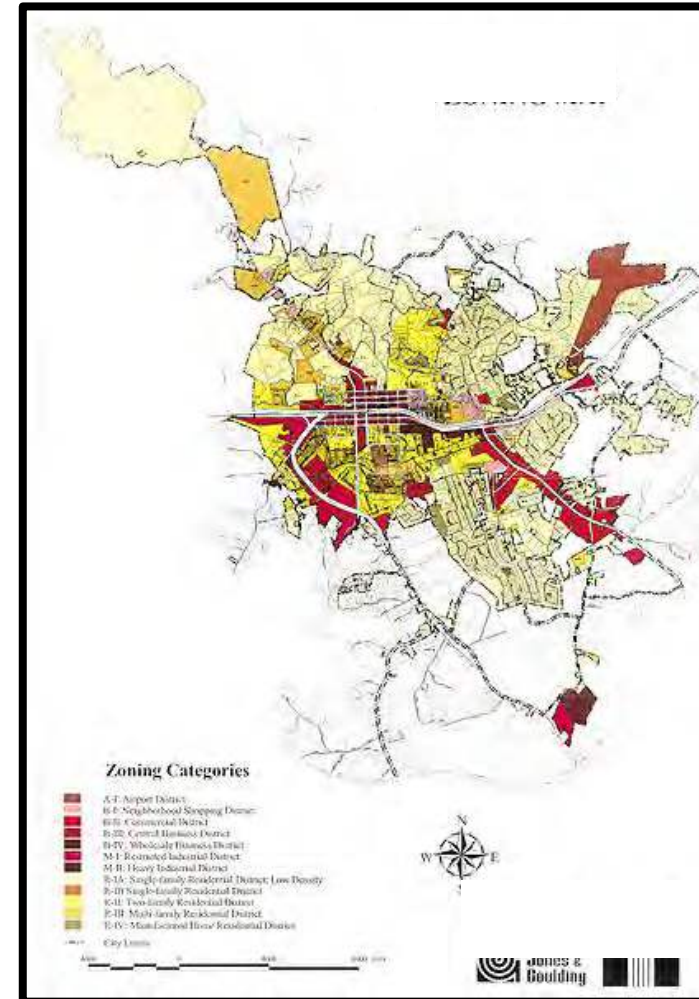 Zoning Categories
A-I: Airport District
B-I: Neighborhood Shopping District
B-II: Commercial District
B-III: Central Business District
B-IV: Wholesale Business District
M-I: Restricted Industrial District
M-II: Heavy Industrial District
R-IA: Single-family Residential District; Low Density
R-IB Single-family Residential District
R-II: Two-family Residential District
R-III: Multi-family Residential District
R-IV: Manufactured Home Residential District
City Limits
N
W E
Jones &
Goulding